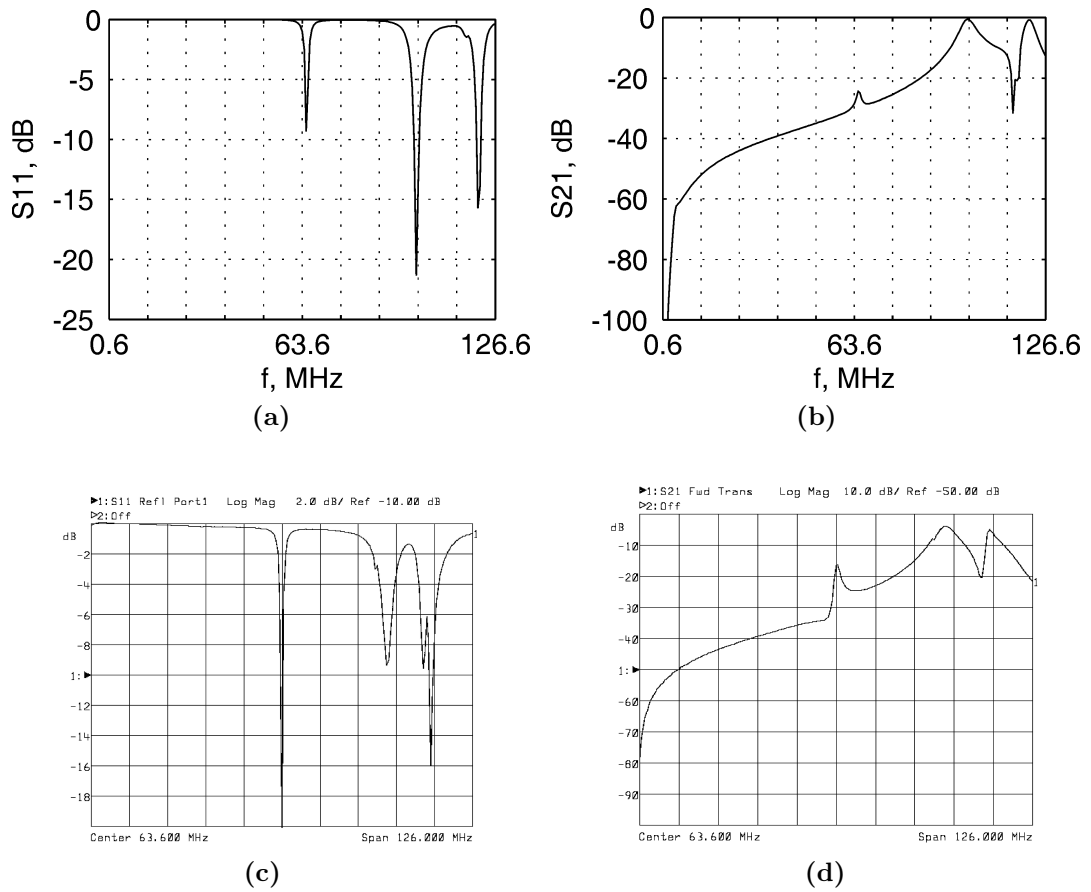 0
-5
-10
-15
-20
-25
S11, dB
0.6
63.6
126.6
f, MHz
(a)
0
-20
-40
-60
-80
-100
S21, dB
0.6
63.6
126.6
f, MHz
(b)
▶1:S11 Refl Port1 Log Mag 2.0 dB/ Ref -10.00 dB
▷2:Off
dB
-2
-4
-6
-8
1:▶
-12
-14
-16
-18
1
Center 63.600 MHz Span 126.000 MHz
(c)
▶1:S21 Fwd Trans Log Mag 10.0 dB/ Ref -50.00 dB
▷2:Off
dB
-10
-20
-30
-40
1:▶
-60
-70
-80
-90
1
Center 63.600 MHz Span 126.000 MHz
(d)